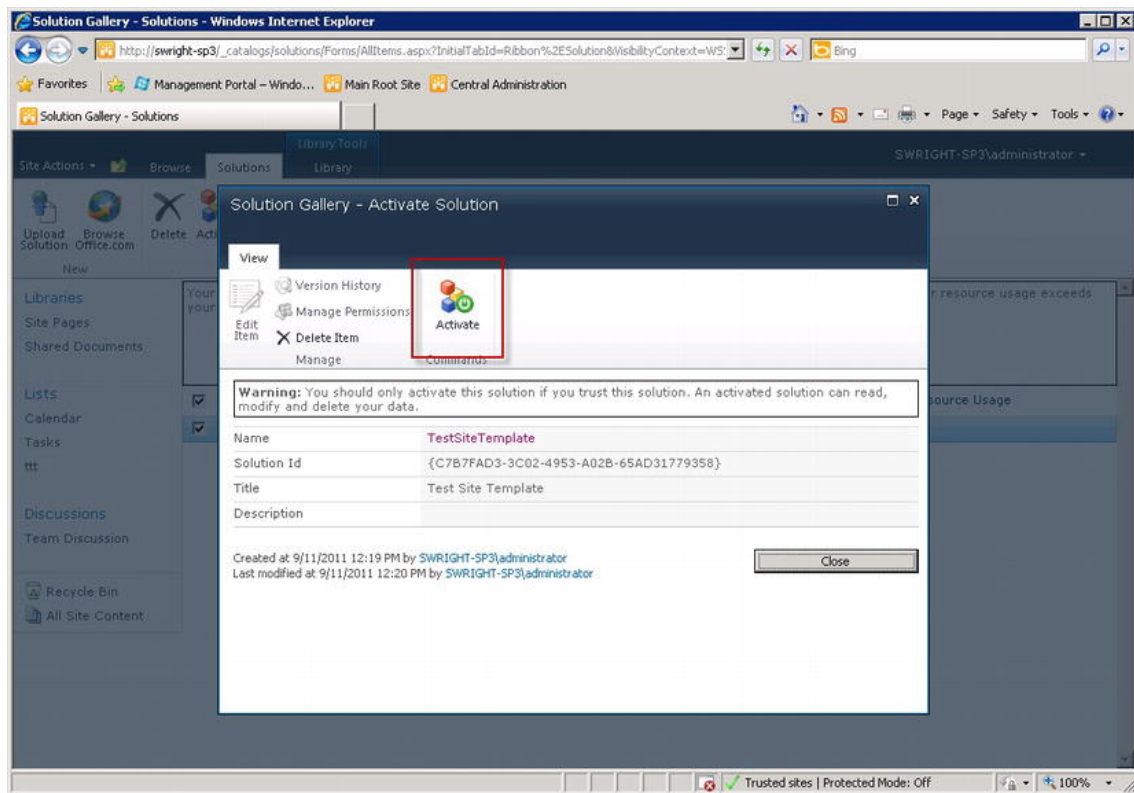 Solution Gallery - Solutions - Windows Internet Explorer
http://swright-sp3/_catalogs/solutions/Forms/AllItems.aspx?InitialTabId=Ribbon%2ESolution&VisibilityContext=WS
Bing
Favorites
Management Portal – Windo...
Main Root Site
Central Administration
Solution Gallery - Solutions
Page
Safety
Tools
Library Tools
Site Actions
Browse
Solutions
Library
SWRIGHT-SP3\administrator
Upload Solution
Browse Office.com
Delete
Acti
New
Solution Gallery - Activate Solution
View
Edit Item
Version History
Manage Permissions
Delete Item
Manage
Activate
Commands
Your
your
r resource usage exceeds
Libraries
Site Pages
Shared Documents
Lists
Calendar
Tasks
ttt
Discussions
Team Discussion
Recycle Bin
All Site Content
source Usage
Warning: You should only activate this solution if you trust this solution. An activated solution can read,
modify and delete your data.
Name TestSiteTemplate
Solution Id {C7B7FAD3-3C02-4953-A02B-65AD31779358}
Title Test Site Template
Description
Created at 9/11/2011 12:19 PM by SWRIGHT-SP3\administrator
Last modified at 9/11/2011 12:20 PM by SWRIGHT-SP3\administrator
Close
Trusted sites | Protected Mode: Off
100%